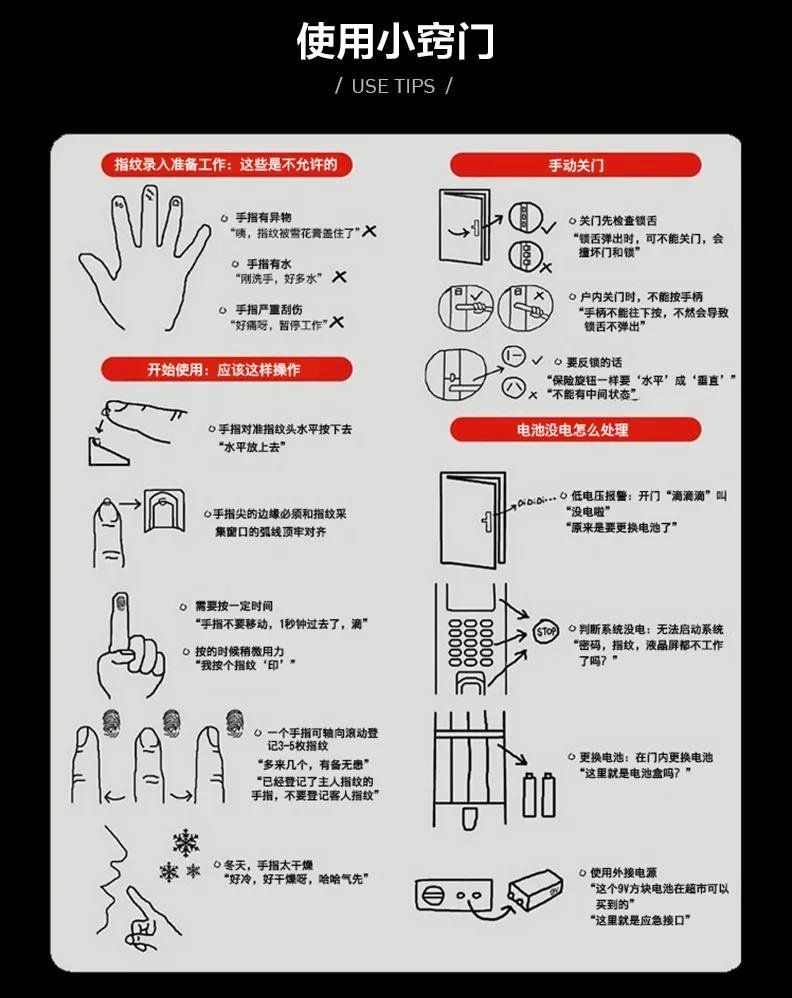 使用小窍门
/ USE TIPS /
指纹录入准备工作：这些是不允许的
手指有异物
“咦，指纹被雪花膏盖住了”
手指有水
“刚洗手，好多水”
手指严重刮伤
“好痛呀，暂停工作”
开始使用：应该这样操作
手指对准指纹头水平按下去
“水平放上去”
手指尖的边缘必须和指纹采
集窗口的弧线顶牢对齐
需要按一定时间
“手指不要移动，1秒钟过去了，滴”
按的时候稍微用力
“我按个指纹‘印’”
一个手指可轴向滚动登
记3-5枚指纹
“多来几个，有备无患”
“已经登记了主人指纹的
手指，不要登记客人指纹”
冬天，手指太干燥
“好冷，好干燥呀，哈哈气先”
手动关门
关门先检查锁舌
“锁舌弹出时，可不能关门，会
撞坏门和锁”
户内关门时，不能按手柄
“手柄不能往下按，不然会导致
锁舌不弹出”
要反锁的话
“保险旋钮一样要‘水平’成‘垂直’”
“不能有中间状态”
电池没电怎么处理
DiDiDi...
低电压报警：开门“滴滴滴”叫
“没电啦”
“原来是要更换电池了”
STOP
判断系统没电：无法启动系统
“密码，指纹，液晶屏都不工作
了吗？”
更换电池：在门内更换电池
“这里就是电池盒吗？”
9V
使用外接电源
“这个9V方块电池在超市可以
买到的”
“这里就是应急接口”